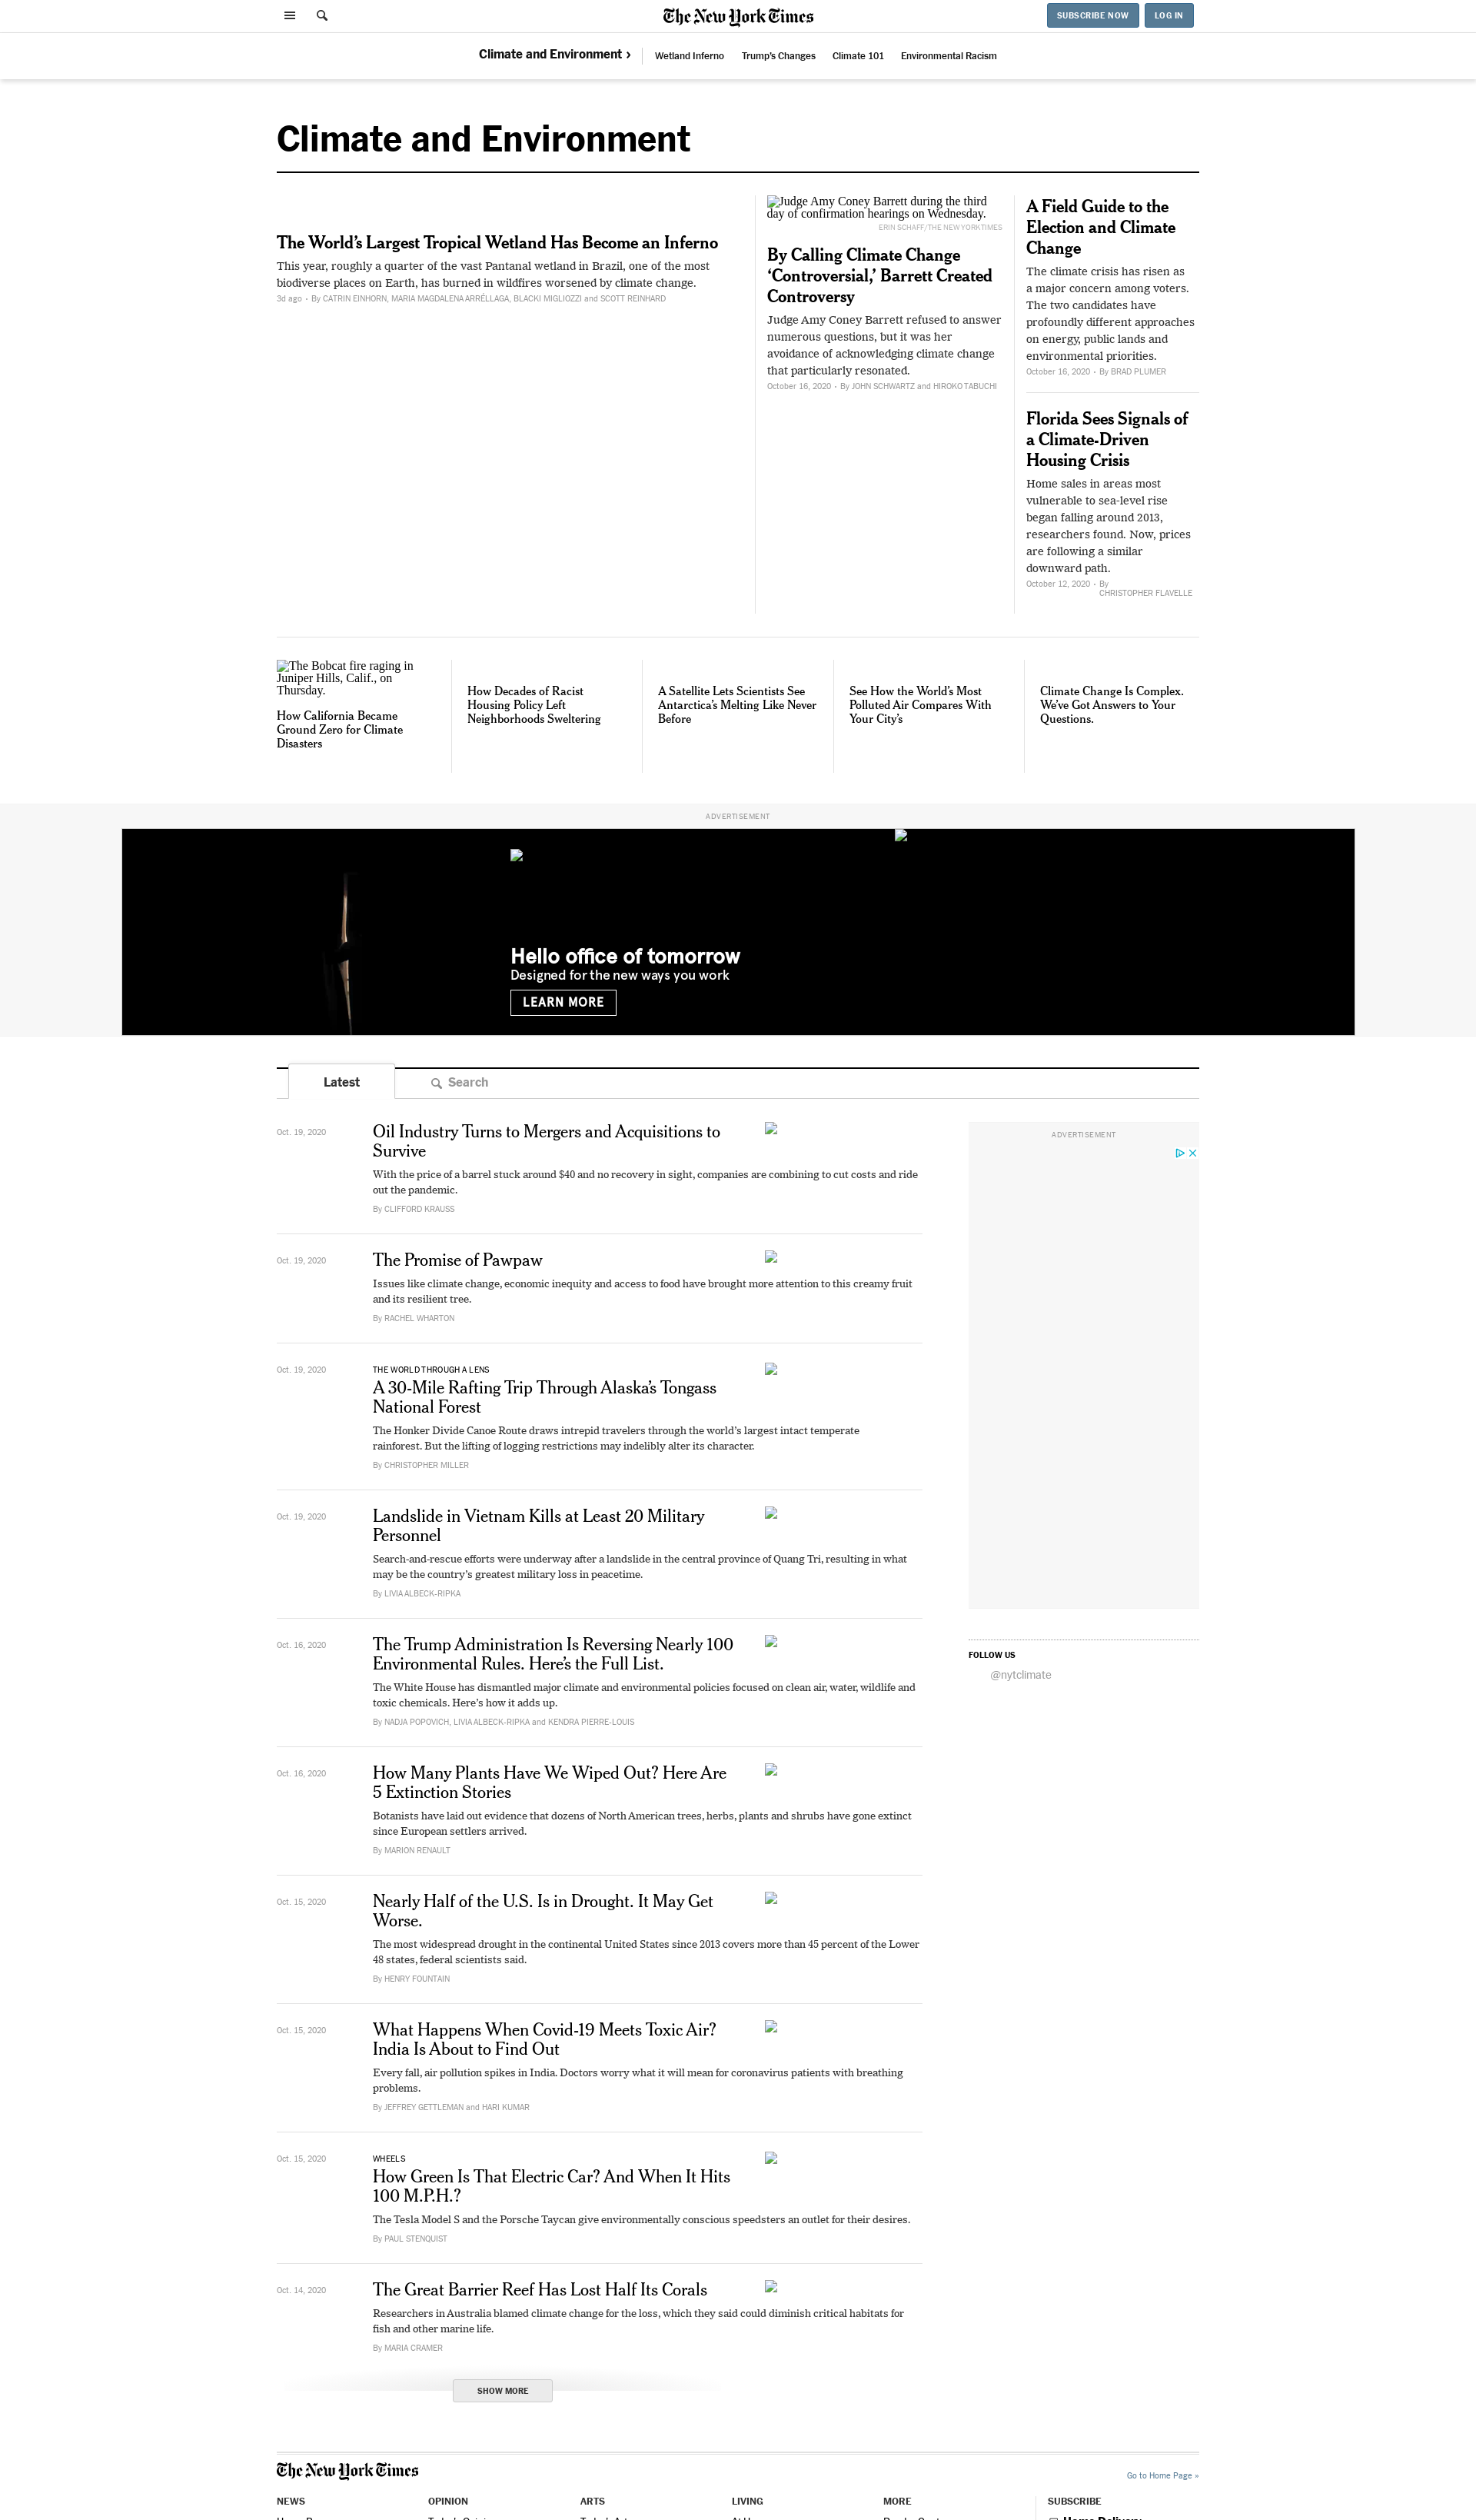 The New York Times
SUBSCRIBE NOW
LOG IN
Climate and Environment ›
Wetland Inferno
Trump's Changes
Climate 101
Environmental Racism
Climate and Environment
The World's Largest Tropical Wetland Has Become an Inferno
This year, roughly a quarter of the vast Pantanal wetland in Brazil, one of the most
biodiverse places on Earth, has burned in wildfires worsened by climate change.
3d ago • By CATRIN EINHORN, MARIA MAGDALENA ARRÉLLAGA, BLACKI MIGLIOZZI and SCOTT REINHARD
Judge Amy Coney Barrett during the third
day of confirmation hearings on Wednesday.
ERIN SCHAFF/THE NEW YORK TIMES
By Calling Climate Change
‘Controversial,’ Barrett Created
Controversy
Judge Amy Coney Barrett refused to answer
numerous questions, but it was her
avoidance of acknowledging climate change
that particularly resonated.
October 16, 2020 • By JOHN SCHWARTZ and HIROKO TABUCHI
A Field Guide to the
Election and Climate
Change
The climate crisis has risen as
a major concern among voters.
The two candidates have
profoundly different approaches
on energy, public lands and
environmental priorities.
October 16, 2020 • By BRAD PLUMER
Florida Sees Signals of
a Climate-Driven
Housing Crisis
Home sales in areas most
vulnerable to sea-level rise
began falling around 2013,
researchers found. Now, prices
are following a similar
downward path.
October 12, 2020 • By
CHRISTOPHER FLAVELLE
The Bobcat fire raging in
Juniper Hills, Calif., on
Thursday.
How California Became
Ground Zero for Climate
Disasters
How Decades of Racist
Housing Policy Left
Neighborhoods Sweltering
A Satellite Lets Scientists See
Antarctica's Melting Like Never
Before
See How the World's Most
Polluted Air Compares With
Your City's
Climate Change Is Complex.
We've Got Answers to Your
Questions.
ADVERTISEMENT
Hello office of tomorrow
Designed for the new ways you work
LEARN MORE
Latest
Search
Oct. 19, 2020
Oil Industry Turns to Mergers and Acquisitions to
Survive
With the price of a barrel stuck around $40 and no recovery in sight, companies are combining to cut costs and ride
out the pandemic.
By CLIFFORD KRAUSS
ADVERTISEMENT
Oct. 19, 2020
The Promise of Pawpaw
Issues like climate change, economic inequity and access to food have brought more attention to this creamy fruit
and its resilient tree.
By RACHEL WHARTON
Oct. 19, 2020
THE WORLD THROUGH A LENS
A 30-Mile Rafting Trip Through Alaska's Tongass
National Forest
The Honker Divide Canoe Route draws intrepid travelers through the world's largest intact temperate
rainforest. But the lifting of logging restrictions may indelibly alter its character.
By CHRISTOPHER MILLER
Oct. 19, 2020
Landslide in Vietnam Kills at Least 20 Military
Personnel
Search-and-rescue efforts were underway after a landslide in the central province of Quang Tri, resulting in what
may be the country's greatest military loss in peacetime.
By LIVIA ALBECK-RIPKA
Oct. 16, 2020
The Trump Administration Is Reversing Nearly 100
Environmental Rules. Here's the Full List.
The White House has dismantled major climate and environmental policies focused on clean air, water, wildlife and
toxic chemicals. Here's how it adds up.
By NADJA POPOVICH, LIVIA ALBECK-RIPKA and KENDRA PIERRE-LOUIS
FOLLOW US
@nytclimate
Oct. 16, 2020
How Many Plants Have We Wiped Out? Here Are
5 Extinction Stories
Botanists have laid out evidence that dozens of North American trees, herbs, plants and shrubs have gone extinct
since European settlers arrived.
By MARION RENAULT
Oct. 15, 2020
Nearly Half of the U.S. Is in Drought. It May Get
Worse.
The most widespread drought in the continental United States since 2013 covers more than 45 percent of the Lower
48 states, federal scientists said.
By HENRY FOUNTAIN
Oct. 15, 2020
What Happens When Covid-19 Meets Toxic Air?
India Is About to Find Out
Every fall, air pollution spikes in India. Doctors worry what it will mean for coronavirus patients with breathing
problems.
By JEFFREY GETTLEMAN and HARI KUMAR
Oct. 15, 2020
WHEELS
How Green Is That Electric Car? And When It Hits
100 M.P.H.?
The Tesla Model S and the Porsche Taycan give environmentally conscious speedsters an outlet for their desires.
By PAUL STENQUIST
Oct. 14, 2020
The Great Barrier Reef Has Lost Half Its Corals
Researchers in Australia blamed climate change for the loss, which they said could diminish critical habitats for
fish and other marine life.
By MARIA CRAMER
SHOW MORE
The New York Times
Go to Home Page »
NEWS
OPINION
ARTS
LIVING
MORE
SUBSCRIBE